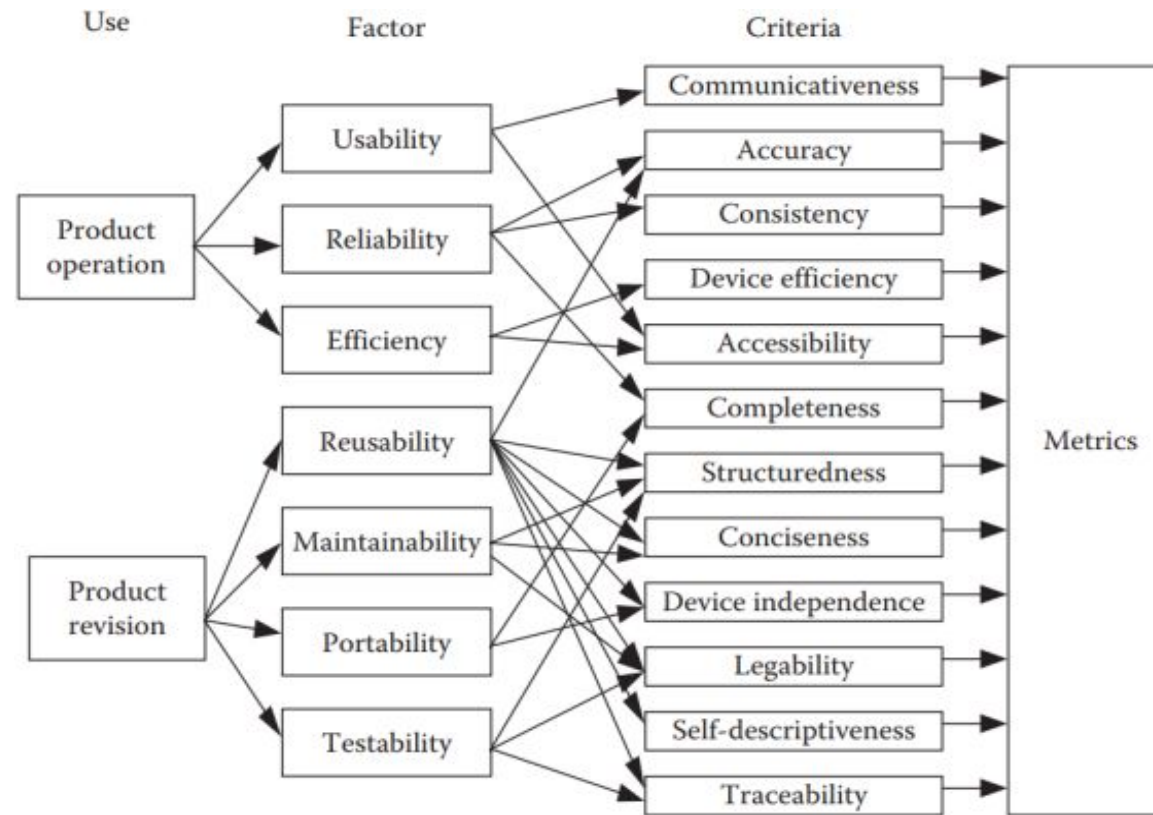 Use
Factor
Criteria
Product
operation
Product
revision
Usability
Reliability
Efficiency
Reusability
Maintainability
Portability
Testability
Communicativeness
Accuracy
Consistency
Device efficiency
Accessibility
Completeness
Structuredness
Conciseness
Device independence
Legability
Self-descriptiveness
Traceability
Metrics